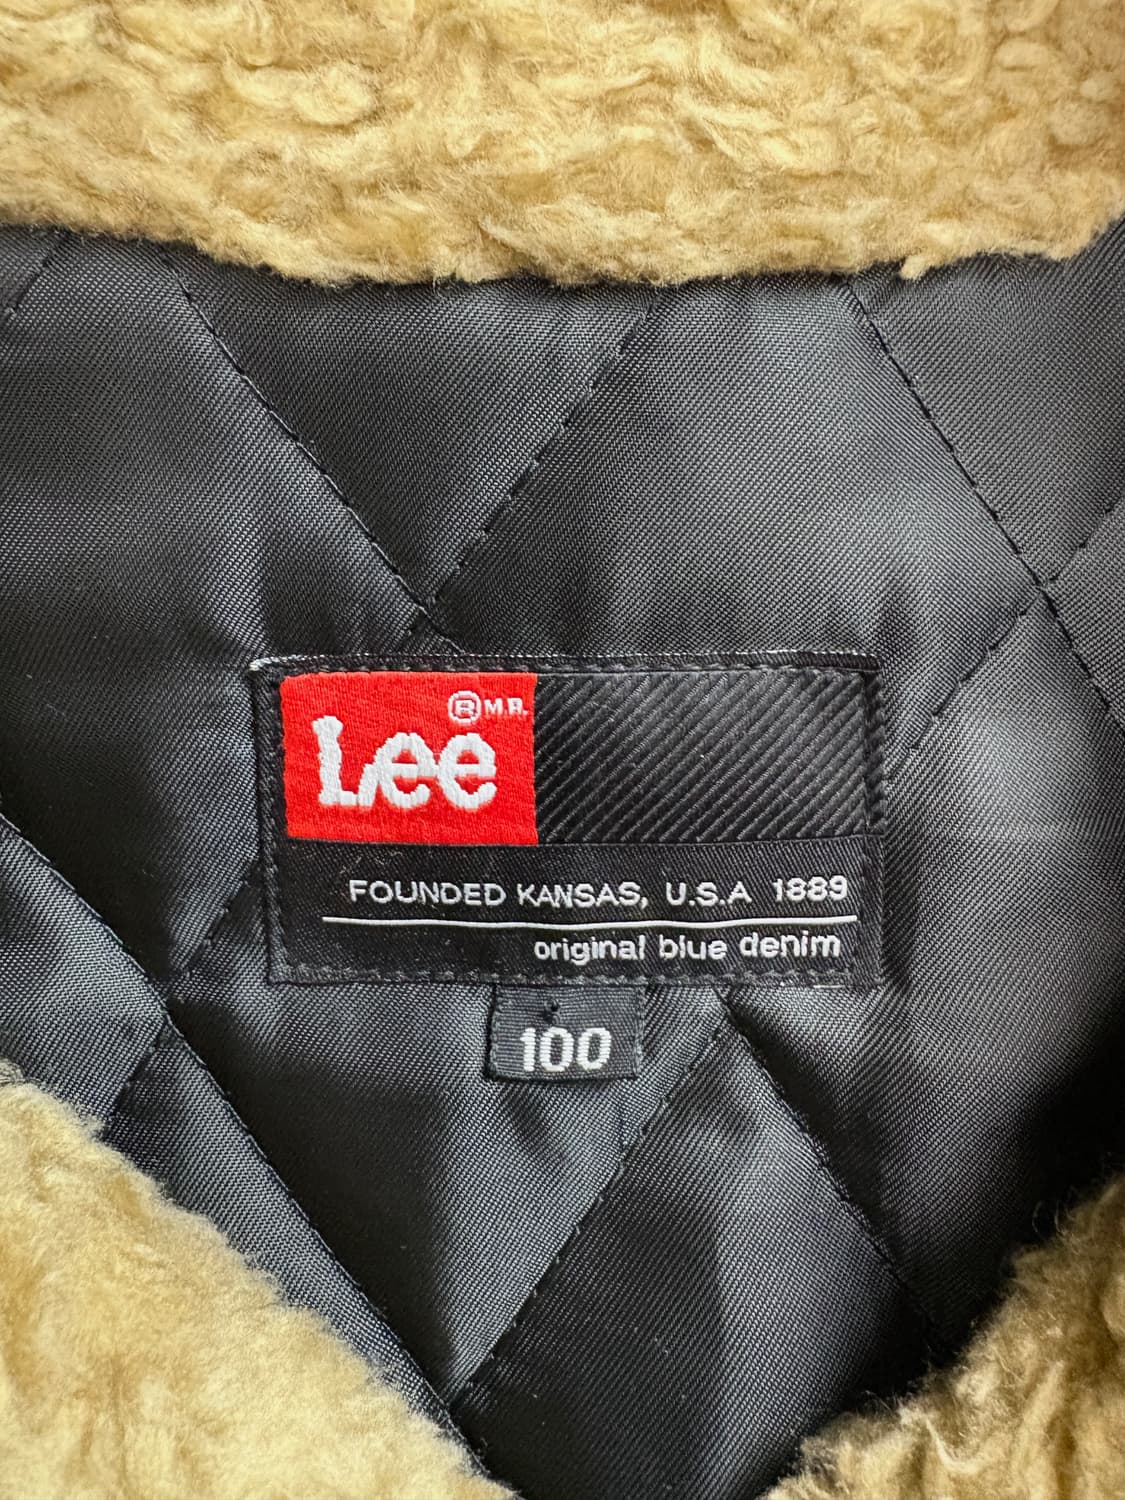 ® M.R.
Lee
FOUNDED KANSAS, U.S.A 1889
original blue denim
100